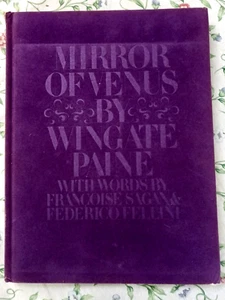 MIRROR
OF VENUS
BY
WINGATE
PAINE
WITH WORDS BY
FRANÇOISE SAGAN &
FEDERICO FELLINI